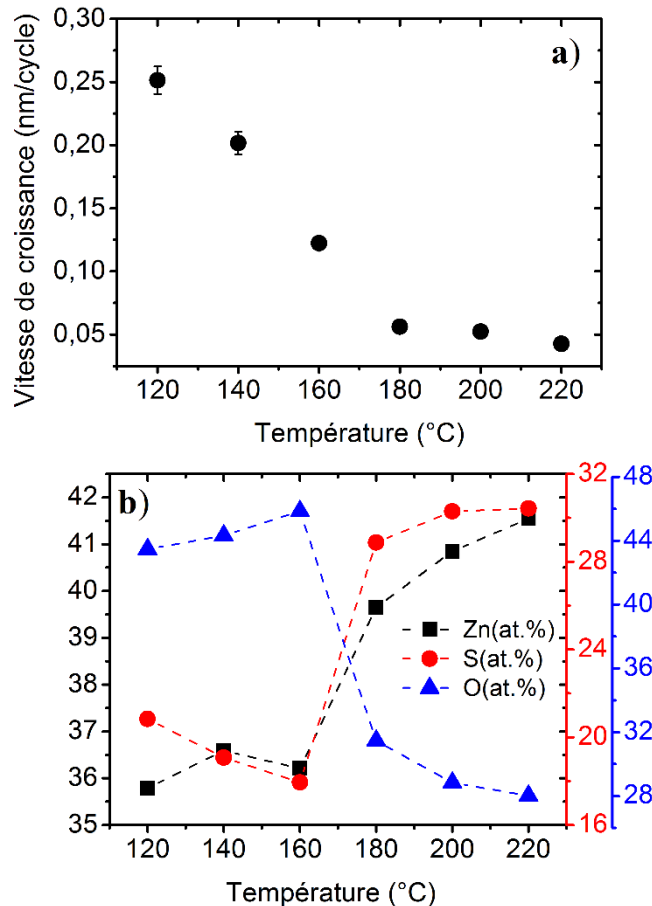 a)
Vitesse de croissance (nm/cycle)
0,30
0,25
0,20
0,15
0,10
0,05
120 140 160 180 200 220
Température (°C)
b)
42
41
40
39
38
37
36
35
32
28
24
20
16
48
44
40
36
32
28
Zn(at.%)
S(at.%)
O(at.%)
120 140 160 180 200 220
Température (°C)